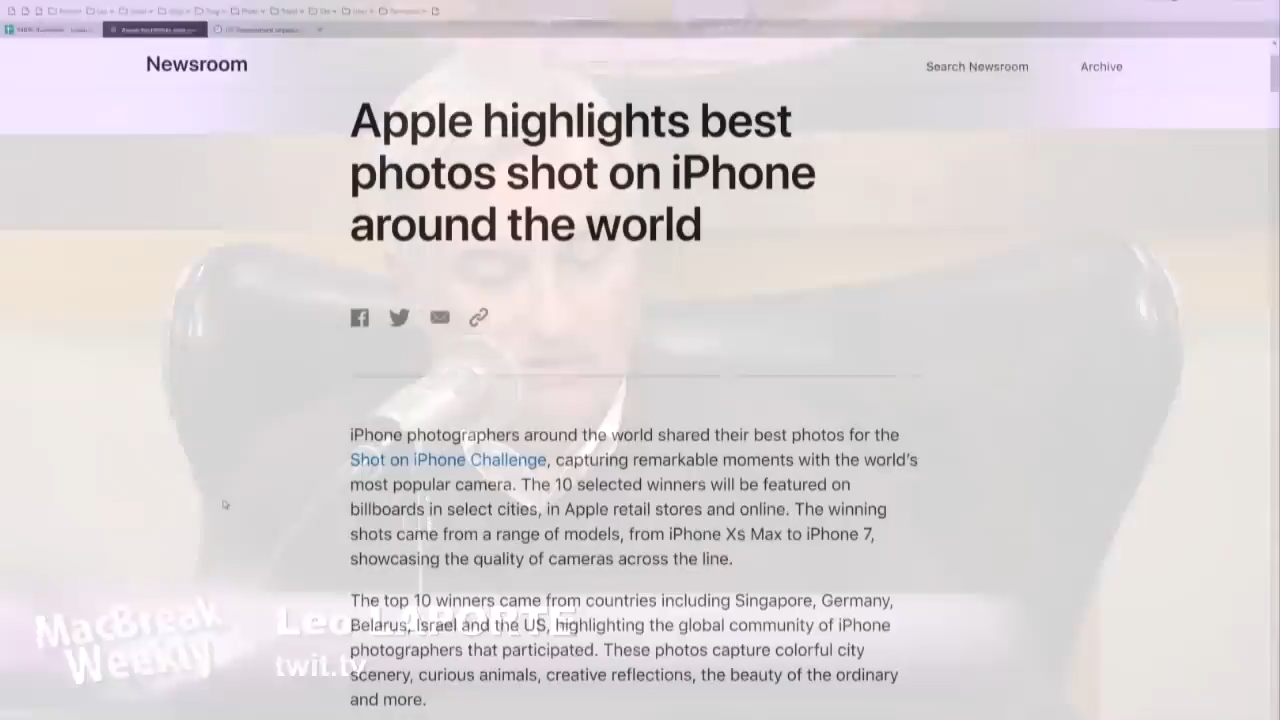 Newsroom
Search Newsroom
Archive
Apple highlights best
photos shot on iPhone
around the world
iPhone photographers around the world shared their best photos for the
Shot on iPhone Challenge, capturing remarkable moments with the world's
most popular camera. The 10 selected winners will be featured on
billboards in select cities, in Apple retail stores and online. The winning
shots came from a range of models, from iPhone Xs Max to iPhone 7,
showcasing the quality of cameras across the line.
The top 10 winners came from countries including Singapore, Germany,
Belarus, Israel and the US, highlighting the global community of iPhone
photographers that participated. These photos capture colorful city
scenery, curious animals, creative reflections, the beauty of the ordinary
and more.
MacBreak
Weekly
Leo LAPORTE
twit.tv